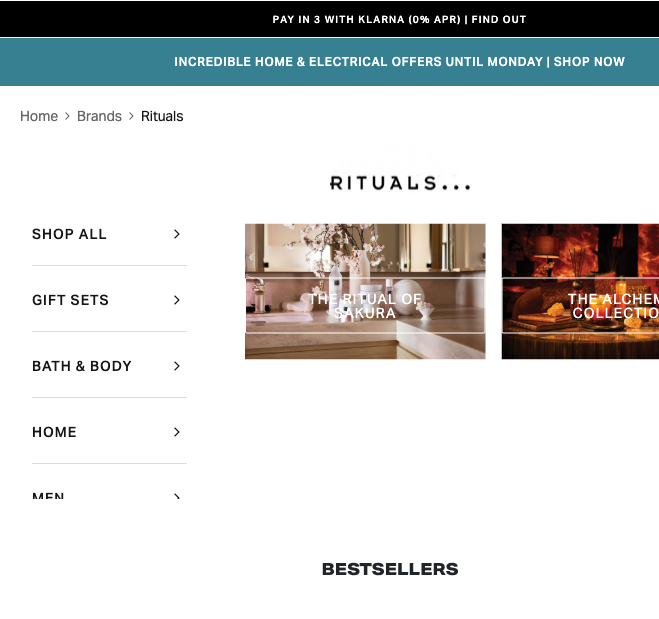 PAY IN 3 WITH KLARNA (0% APR) | FIND OUT
INCREDIBLE HOME & ELECTRICAL OFFERS UNTIL MONDAY | SHOP NOW
Home > Brands > Rituals
RITUALS...
SHOP ALL
GIFT SETS
BATH & BODY
HOME
MEN
THE RITUAL OF
SAKURA
THE ALCHEM
COLLECTIO
BESTSELLERS